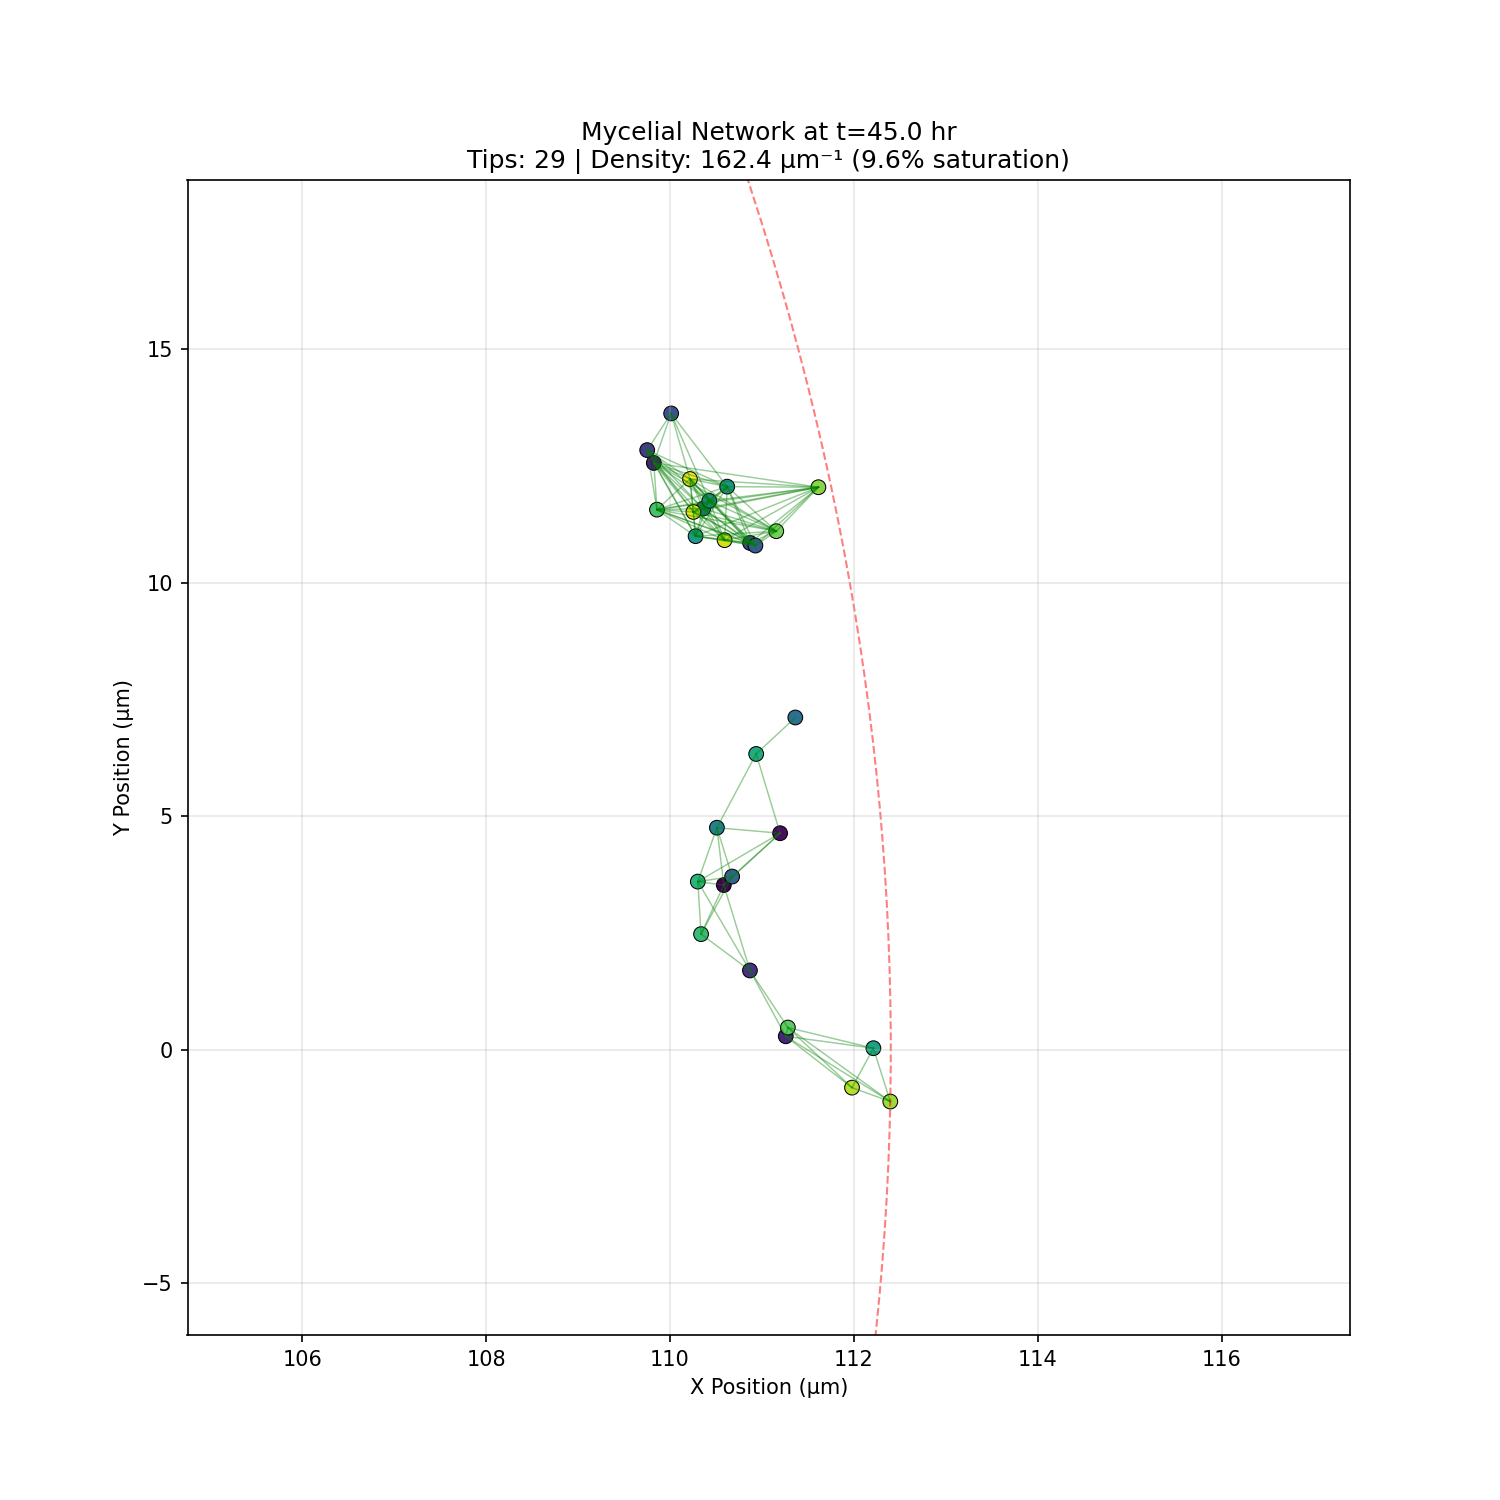 Mycelial Network at t=45.0 hr
Tips: 29 | Density: 162.4 μm⁻¹ (9.6% saturation)
15
10
5
0
−5
Y Position (μm)
106 108 110 112 114 116
X Position (μm)